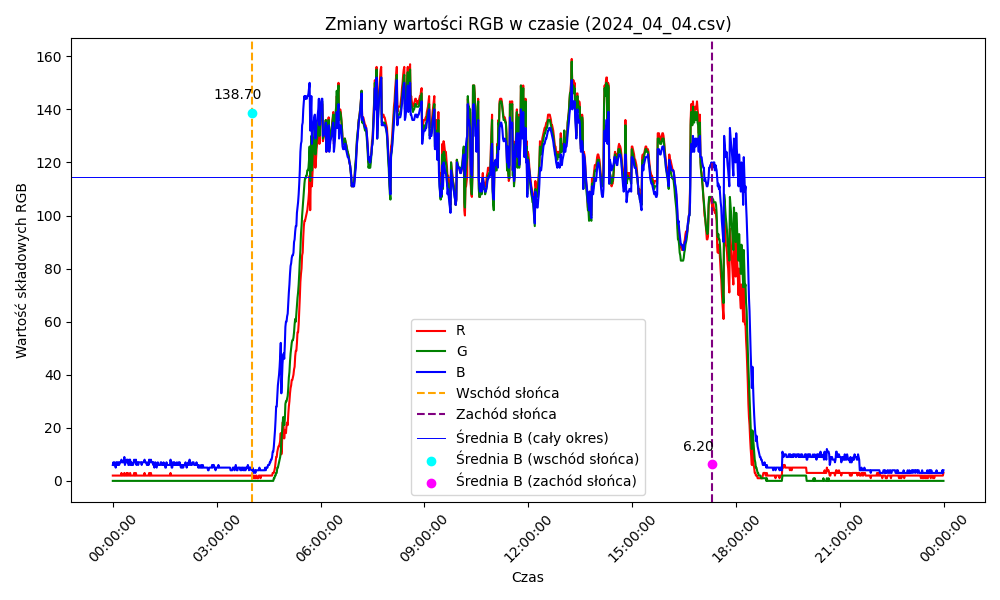 Zmiany wartości RGB w czasie (2024_04_04.csv)
Wartość składowych RGB
160
140
120
100
80
60
40
20
0
138.70
6.20
R
G
B
Wschód słońca
Zachód słońca
Średnia B (cały okres)
Średnia B (wschód słońca)
Średnia B (zachód słońca)
00:00:00
03:00:00
06:00:00
09:00:00
12:00:00
15:00:00
18:00:00
21:00:00
00:00:00
Czas